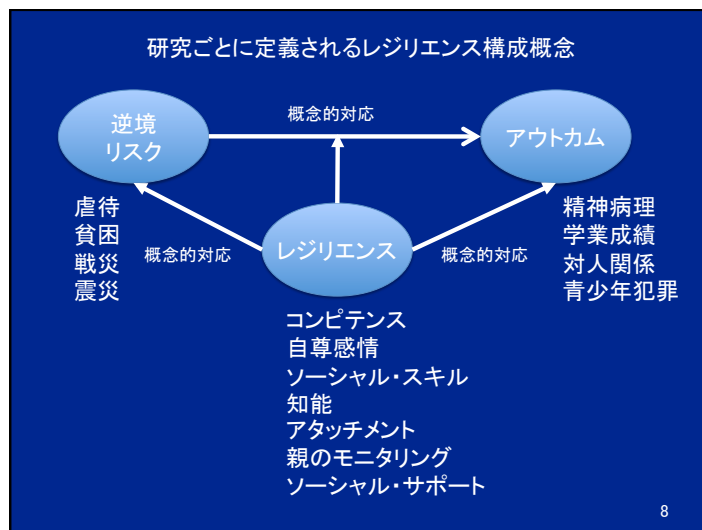 研究ごとに定義されるレジリエンス構成概念
逆境
リスク
概念的対応
アウトカム
虐待
貧困
戦災
震災
概念的対応
レジリエンス
概念的対応
精神病理
学業成績
対人関係
青少年犯罪
コンピテンス
自尊感情
ソーシャル・スキル
知能
アタッチメント
親のモニタリング
ソーシャル・サポート
8